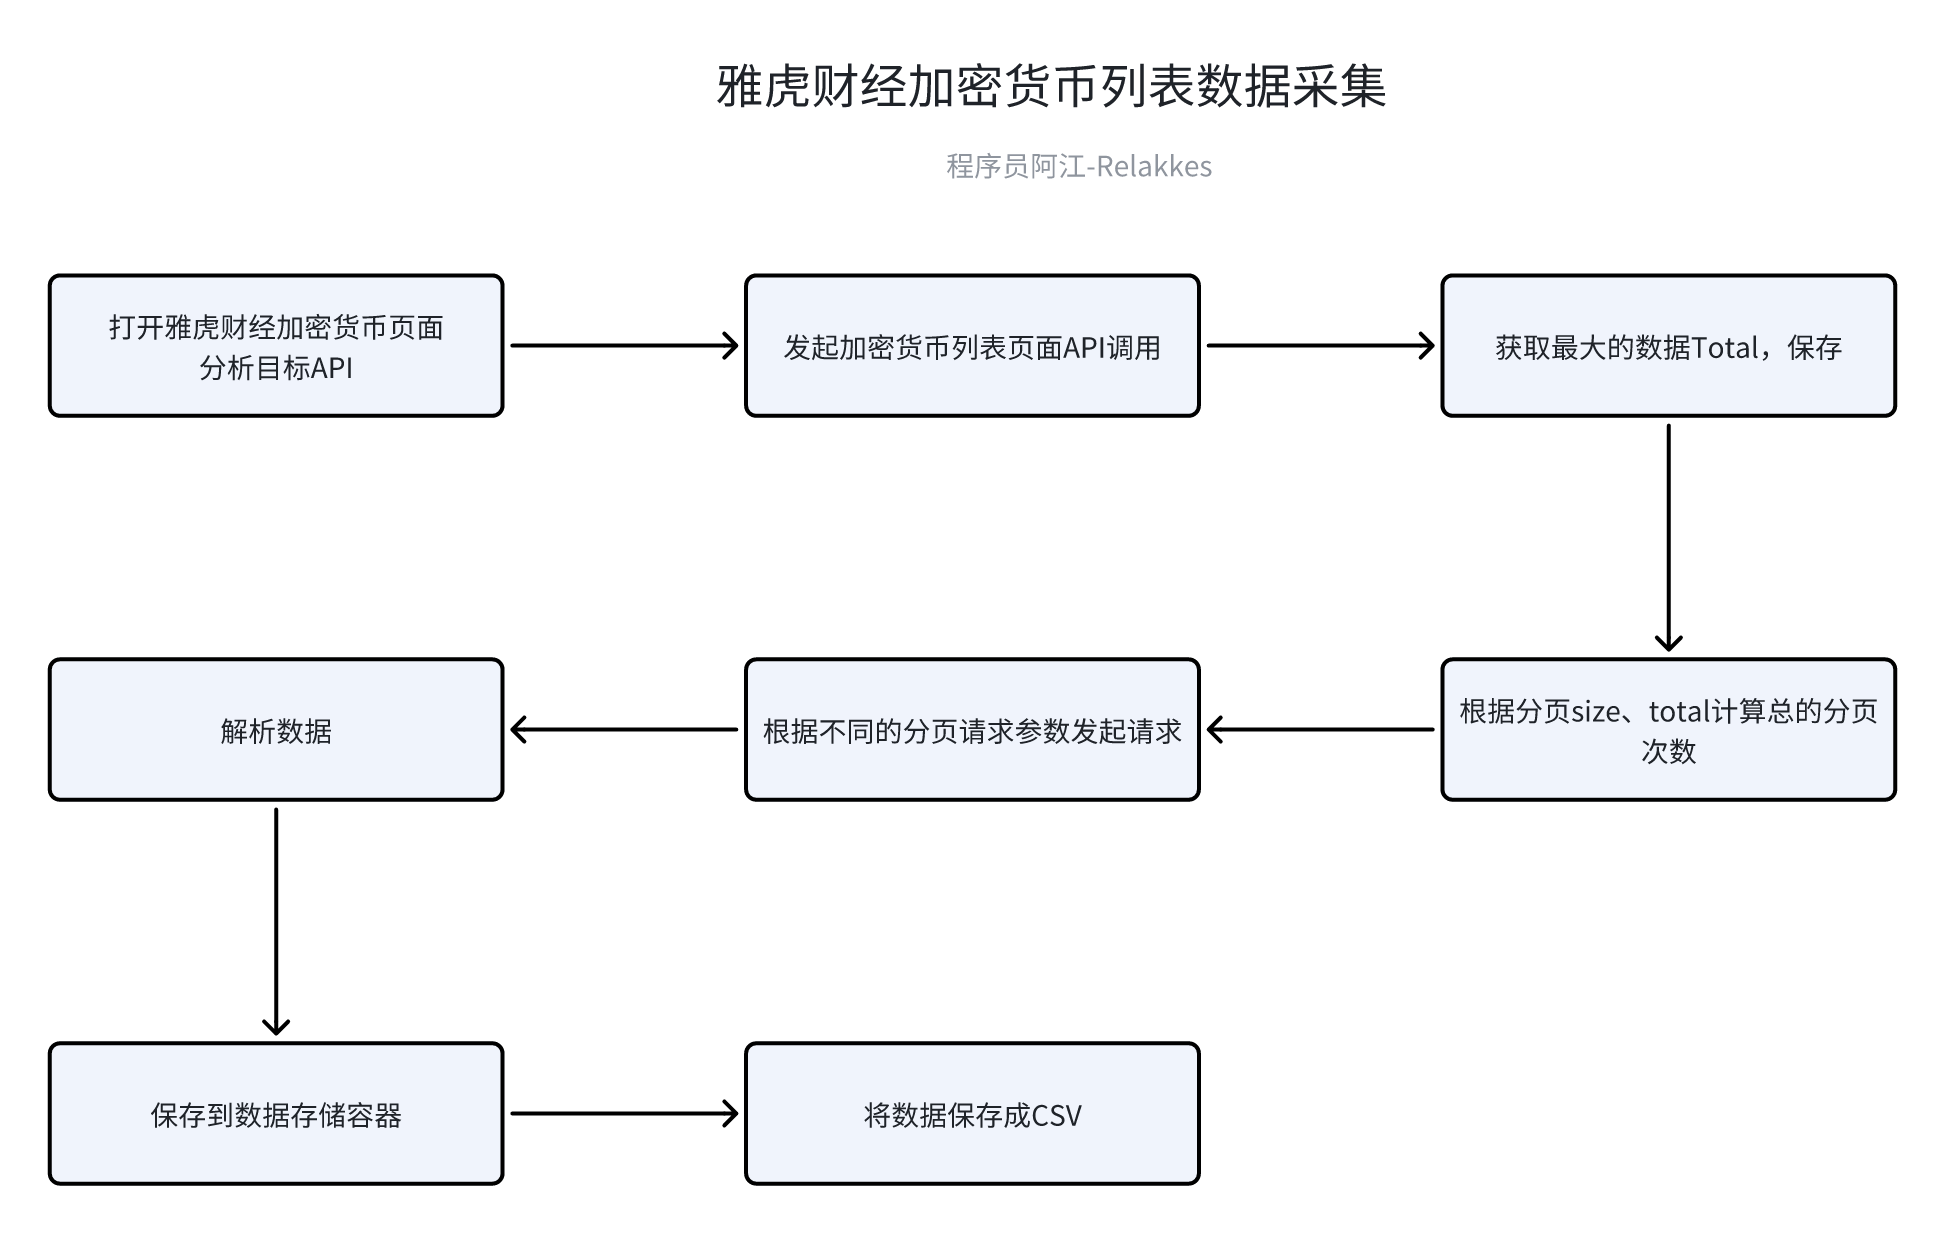 雅虎财经加密货币列表数据采集
程序员阿江-Relakkes
打开雅虎财经加密货币页面
分析目标API
发起加密货币列表页面API调用
获取最大的数据Total，保存
根据分页size、total计算总的分页
次数
根据不同的分页请求参数发起请求
解析数据
保存到数据存储容器
将数据保存成CSV